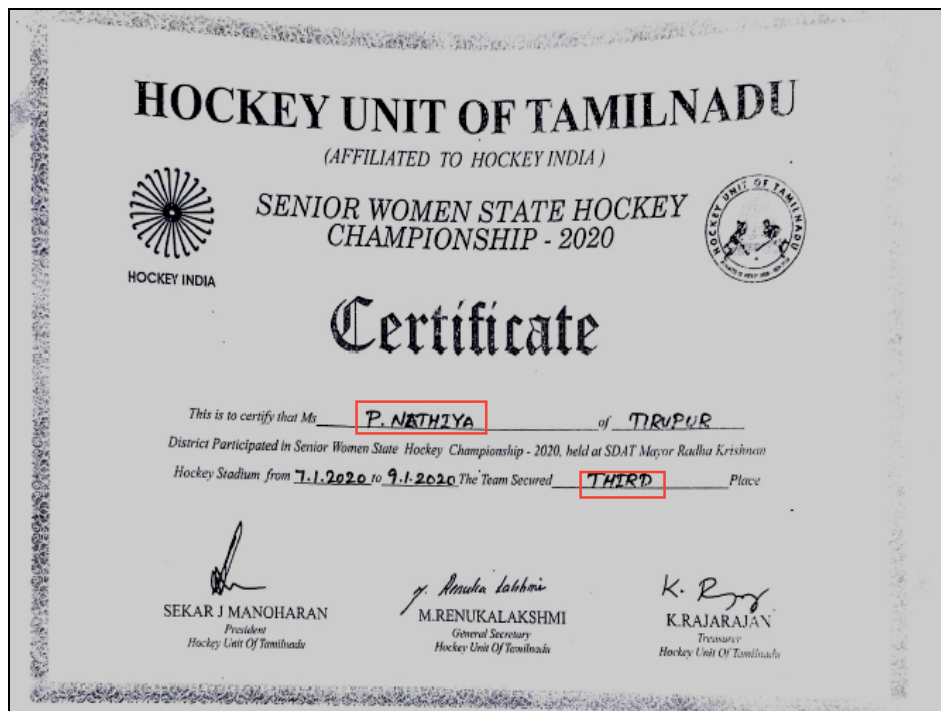 HOCKEY UNIT OF TAMILNADU
(AFFILIATED TO HOCKEY INDIA)
SENIOR WOMEN STATE HOCKEY
CHAMPIONSHIP - 2020
HOCKEY INDIA
HOCKEY UNIT OF TAMILNADU
Certificate
This is to certify that Ms P. NATHIYA of TIRUPUR
District Participated in Senior Women State Hockey Championship - 2020, held at SDAT Mayor Radha Krishnan
Hockey Stadium from 7.1.2020 to 9.1.2020 The Team Secured THIRD Place
SEKAR J MANOHARAN
President
Hockey Unit Of Tamilnadu
M.RENUKALAKSHMI
General Secretary
Hockey Unit Of Tamilnadu
K.RAJARAJAN
Treasurer
Hockey Unit Of Tamilnadu